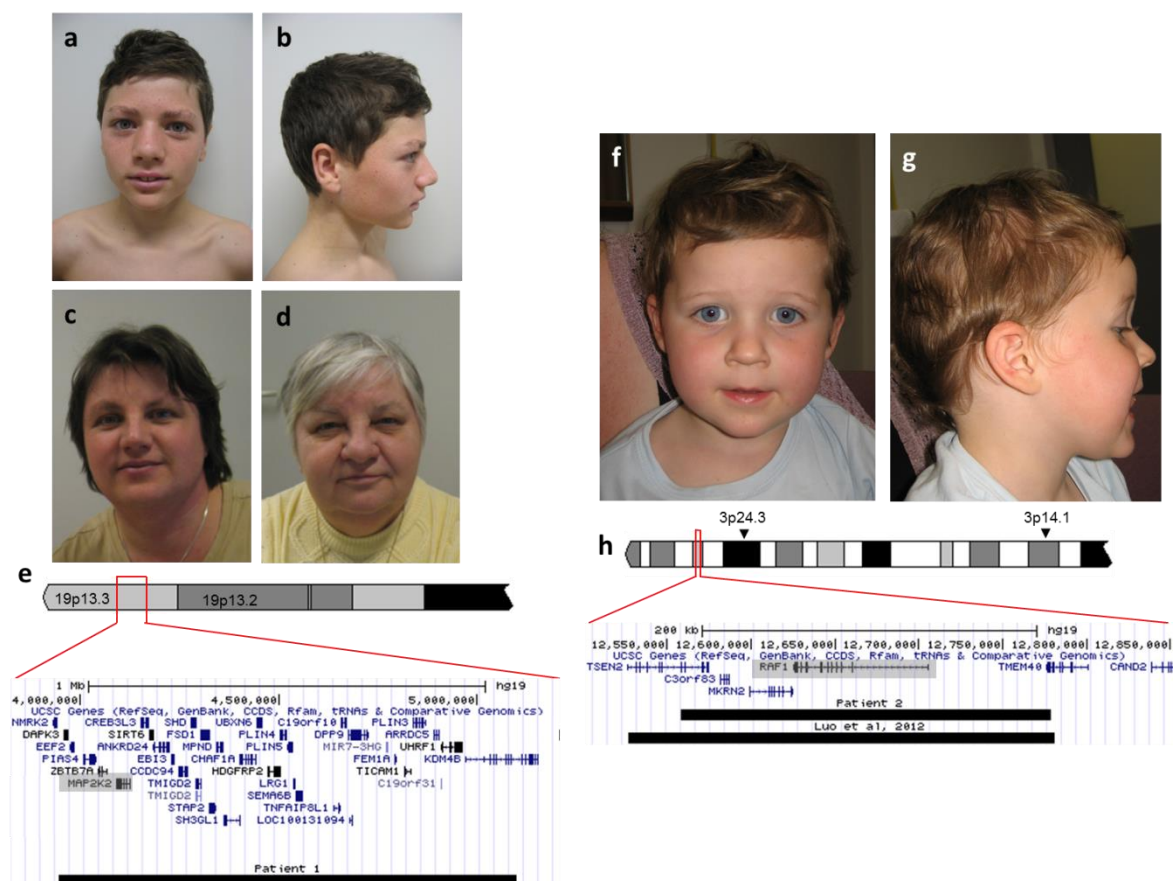 a
b
c
d
e
19p13.3
19p13.2
1 Mb
hg19
4,000,000
4,500,000
5,000,000
UCSC Genes (RefSeq, GenBank, CCDS, Rfam, tRNAs & Comparative Genomics)
NMRK2 CREB3L3 SHD UBXN6 C19orf10 PLIN3
DAPK3 SIRT6 FSD1 PLIN4 DPP9 ARRDC5
EEF2 ANKRD24 MPND PLIN5 MIR7-3HG UHRF1
PIAS4 EBI3 CHAF1A FEM1A KDM4B
ZBTB7A CCDC94 HDGFRP2 TICAM1
MAP2K2 TMIGD2 LRG1 C19orf31
TMIGD2 SEMA6B
STAP2 TNFAIP8L1
SH3GL1 LOC100131094
Patient 1
f
g
3p24.3
3p14.1
h
200 kb
hg19
12,550,000 12,600,000 12,650,000 12,700,000 12,750,000 12,800,000 12,850,000
UCSC Genes (RefSeq, GenBank, CCDS, Rfam, tRNAs & Comparative Genomics)
TSEN2 RAF1 TMEM40 CAND2
C3orf83
MKRN2
Patient 2
Luo et al, 2012